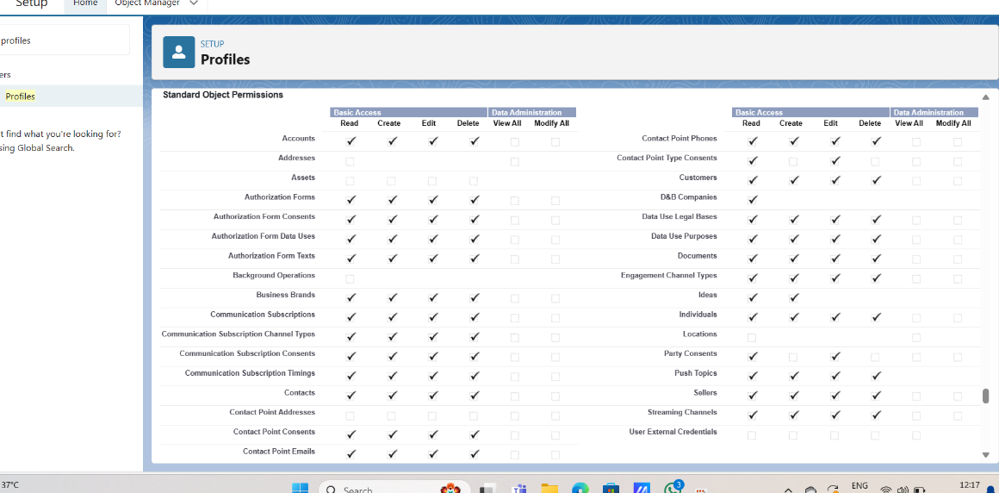 Setup Home Object Manager
profiles
SETUP
Profiles
ers
Profiles
t find what you're looking for?
sing Global Search.
Standard Object Permissions
Basic Access Data Administration
Read Create Edit Delete View All Modify All
Accounts
Addresses
Assets
Authorization Forms
Authorization Form Consents
Authorization Form Data Uses
Authorization Form Texts
Background Operations
Business Brands
Communication Subscriptions
Communication Subscription Channel Types
Communication Subscription Consents
Communication Subscription Timings
Contacts
Contact Point Addresses
Contact Point Consents
Contact Point Emails
Basic Access Data Administration
Read Create Edit Delete View All Modify All
Contact Point Phones
Contact Point Type Consents
Customers
D&B Companies
Data Use Legal Bases
Data Use Purposes
Documents
Engagement Channel Types
Ideas
Individuals
Locations
Party Consents
Push Topics
Sellers
Streaming Channels
User External Credentials
37°C
Search
3
ENG
12:17